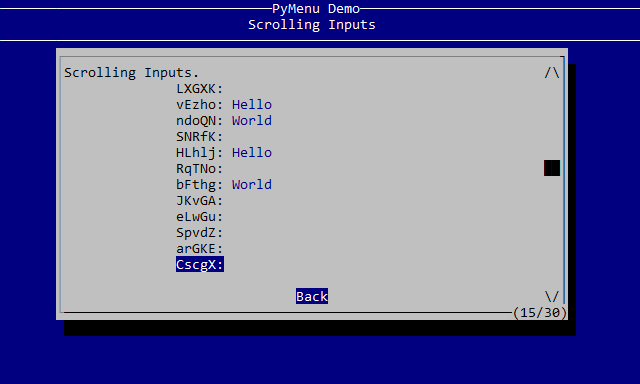 PyMenu Demo
Scrolling Inputs
Scrolling Inputs. /\
LXGXK:
vEzho: Hello
ndoQN: World
SNRfK:
HLhlj: Hello
RqTNo:
bFthg: World
JKvGA:
eLwGu:
SpvdZ:
arGKE:
CscgX:
Back \/
(15/30)